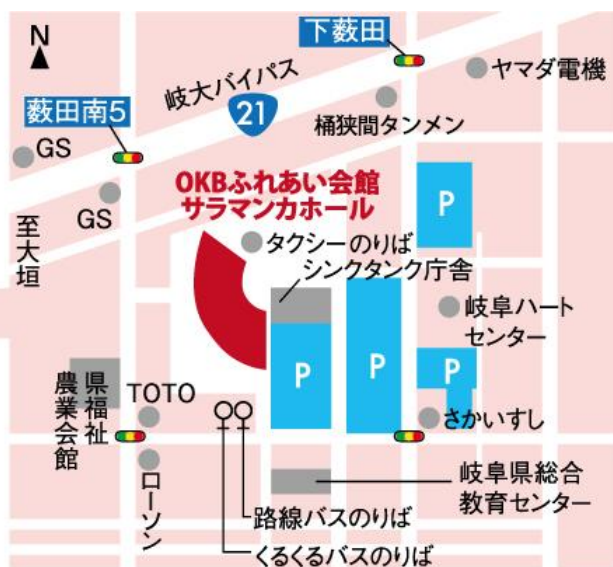 N
下薮田
ヤマダ電機
岐大バイパス
21
桶狭間タンメン
薮田南5
GS
GS
至大垣
OKBふれあい会館
サラマンカホール
タクシーのりば
シンクタンク庁舎
P
P
P
P
岐阜ハート
センター
県福祉
農業会館
TOTO
さかいすし
ローソン
岐阜県総合
教育センター
路線バスのりば
くるくるバスのりば